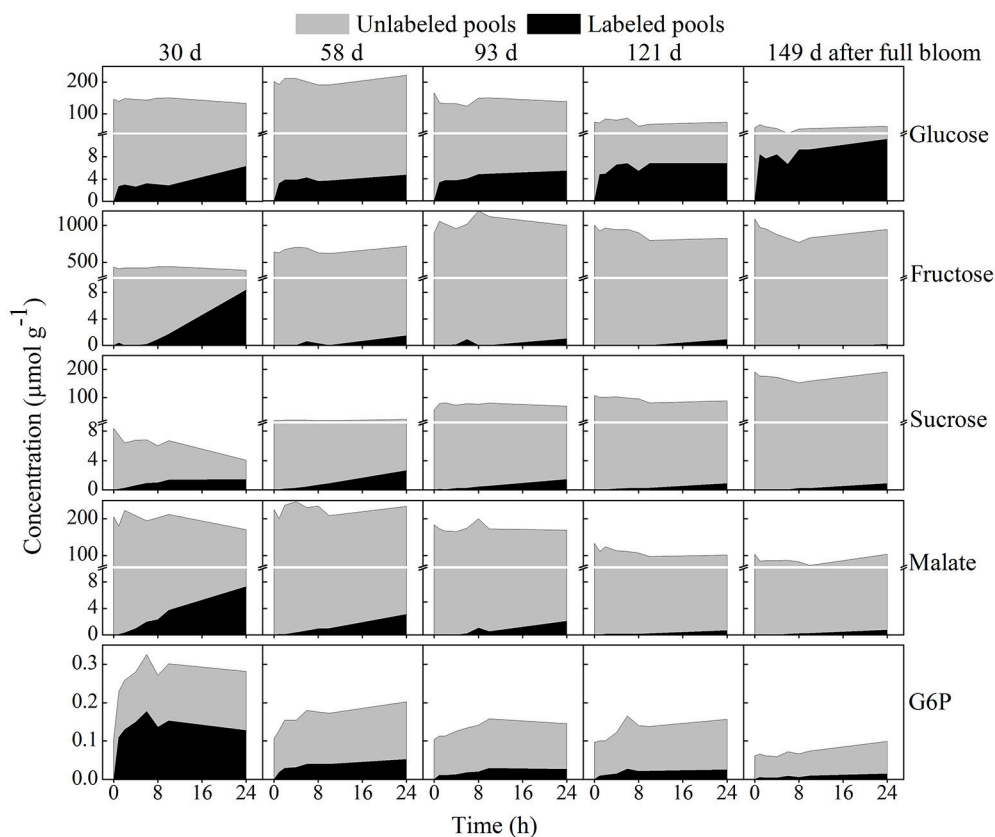 Unlabeled pools Labeled pools
30 d 58 d 93 d 121 d 149 d after full bloom
200
100
8
4
0
Glucose
1000
500
8
4
0
Fructose
200
100
8
4
0
Sucrose
200
100
8
4
0
Malate
0.3
0.2
0.1
0.0
G6P
0 8 16 24 0 8 16 24 0 8 16 24 0 8 16 24 0 8 16 24
Time (h)
Concentration (μmol g⁻¹)